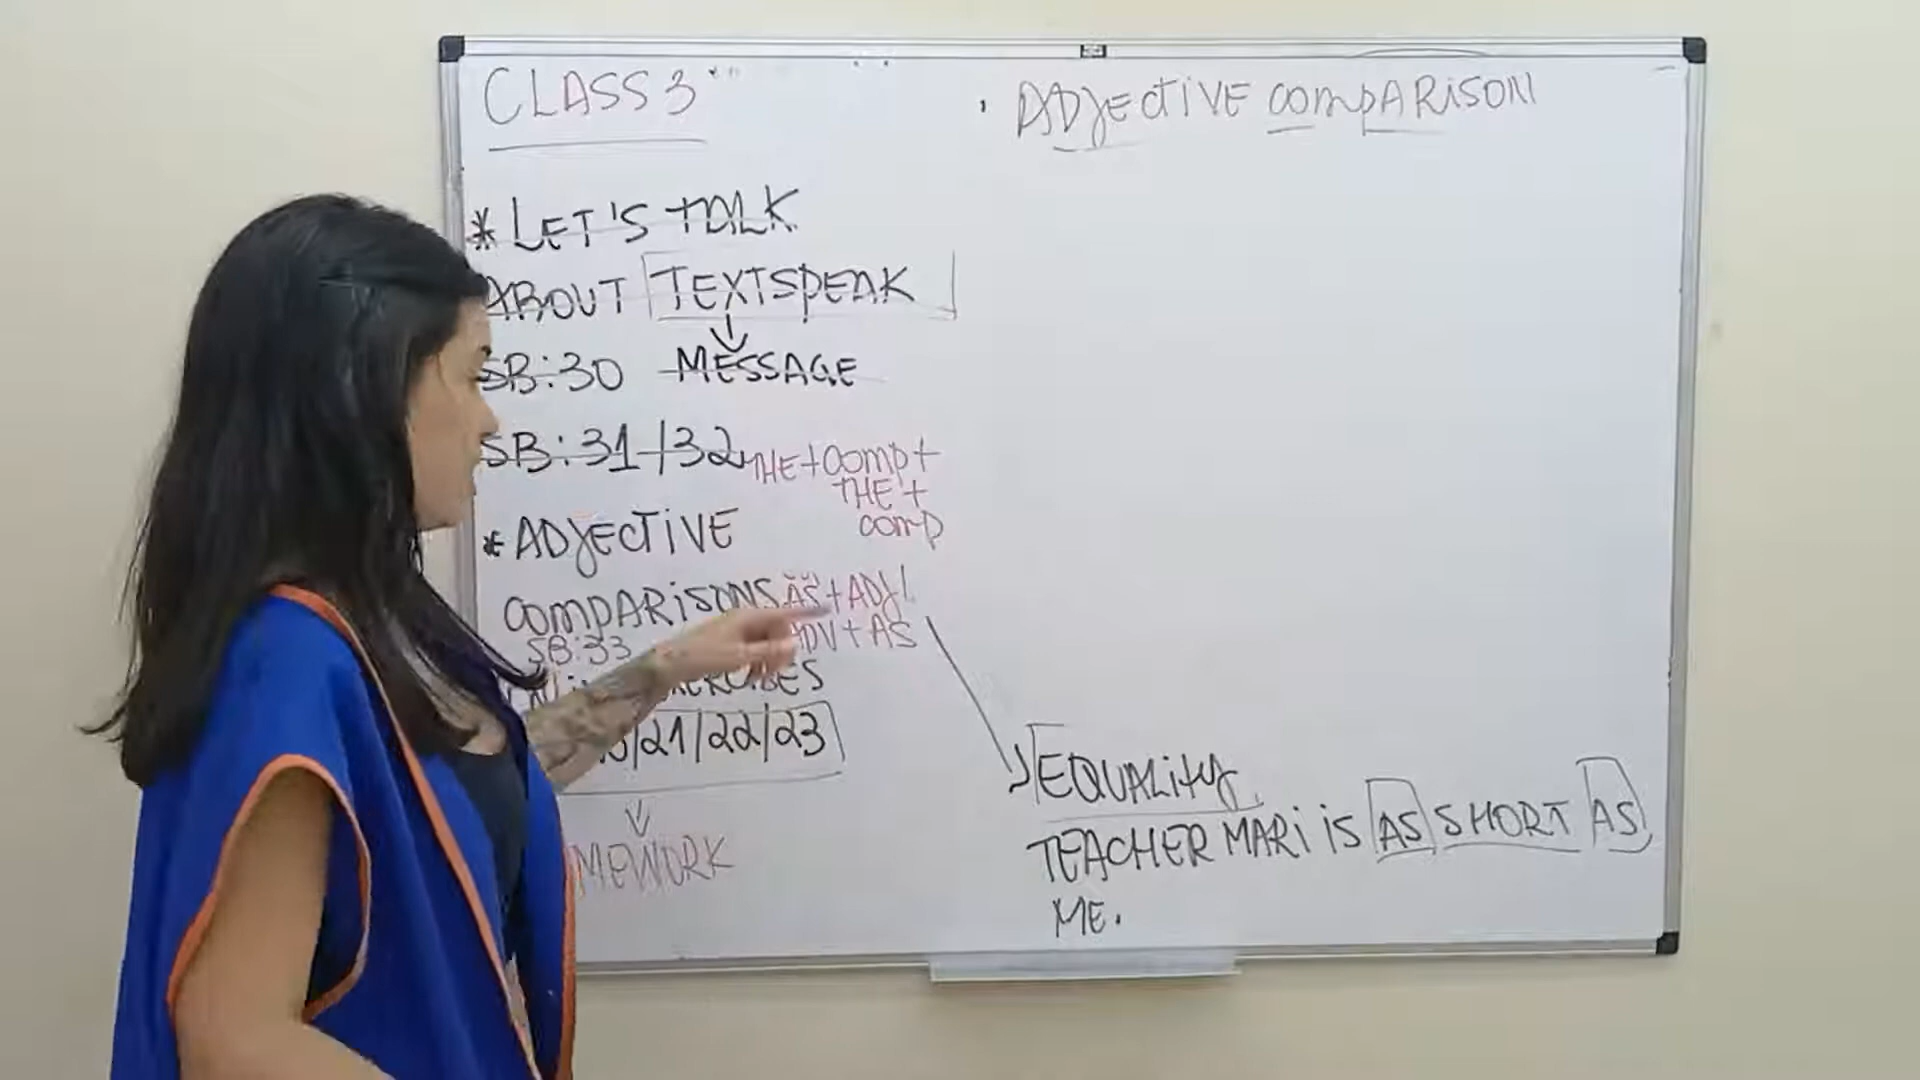 CLASS 3
* LET'S TALK
ABOUT TEXTSPEAK
SB:30 MESSAGE
SB:31/32
THE + COMP +
THE +
COMP
* ADJECTIVE
COMPARISONS AS + ADJ/
ADV + AS
SB:33
/21/22/23
ADJECTIVE COMPARISON
EQUALITY
TEACHER MARI IS AS SHORT AS
ME.